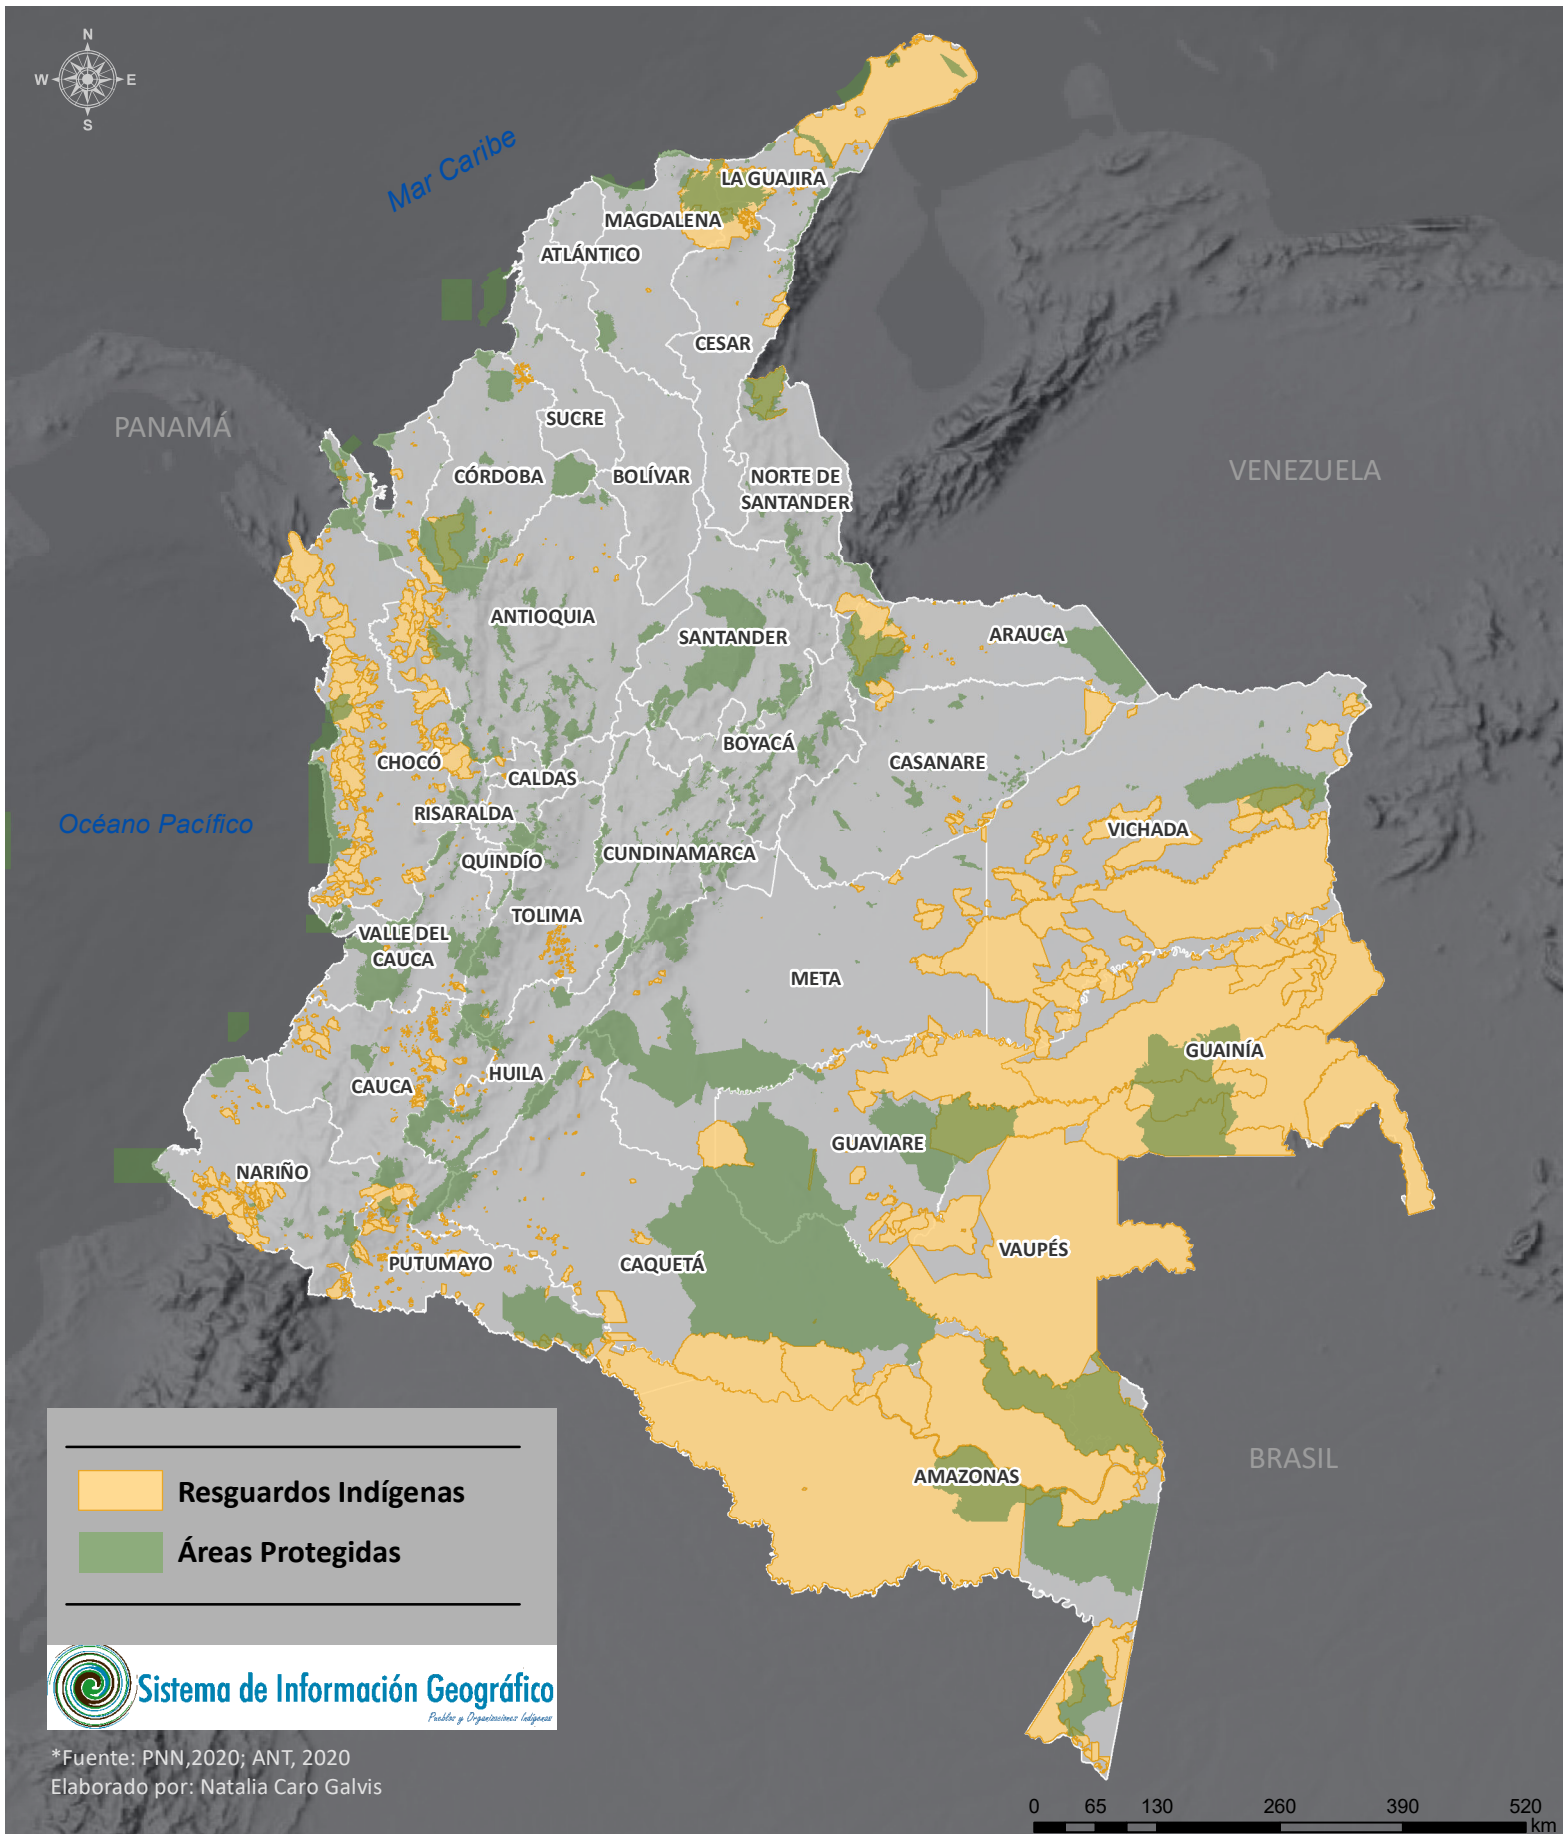 N
W
E
S
Mar Caribe
LA GUAJIRA
MAGDALENA
ATLÁNTICO
CESAR
PANAMÁ
SUCRE
CÓRDOBA
BOLÍVAR
NORTE DE
SANTANDER
VENEZUELA
ANTIOQUIA
SANTANDER
ARAUCA
BOYACÁ
CHOCÓ
CALDAS
CASANARE
RISARALDA
Océano Pacífico
VICHADA
QUINDÍO
CUNDINAMARCA
TOLIMA
VALLE DEL
CAUCA
META
GUAINÍA
HUILA
CAUCA
GUAVIARE
NARIÑO
VAUPÉS
PUTUMAYO
CAQUETÁ
BRASIL
AMAZONAS
Resguardos Indígenas
Áreas Protegidas
Sistema de Información Geográfico
Pueblos y Organizaciones Indígenas
*Fuente: PNN,2020; ANT, 2020
Elaborado por: Natalia Caro Galvis
0 65 130 260 390 520
km